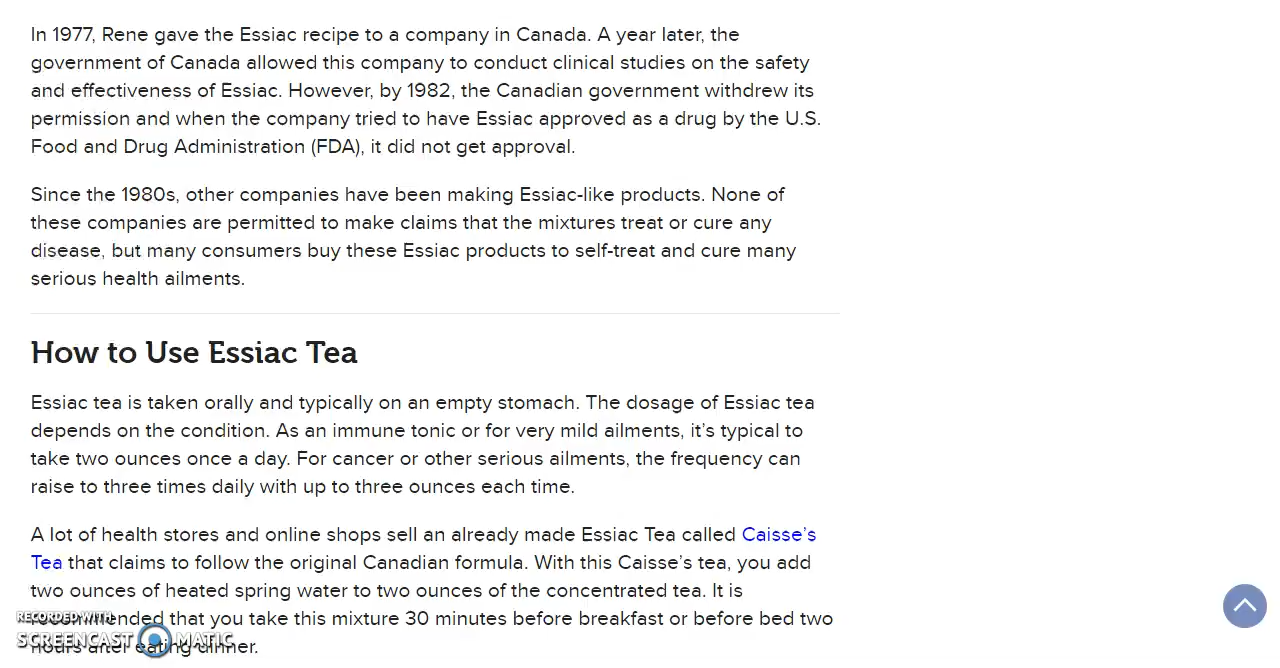 In 1977, Rene gave the Essiac recipe to a company in Canada. A year later, the
government of Canada allowed this company to conduct clinical studies on the safety
and effectiveness of Essiac. However, by 1982, the Canadian government withdrew its
permission and when the company tried to have Essiac approved as a drug by the U.S.
Food and Drug Administration (FDA), it did not get approval.
Since the 1980s, other companies have been making Essiac-like products. None of
these companies are permitted to make claims that the mixtures treat or cure any
disease, but many consumers buy these Essiac products to self-treat and cure many
serious health ailments.
How to Use Essiac Tea
Essiac tea is taken orally and typically on an empty stomach. The dosage of Essiac tea
depends on the condition. As an immune tonic or for very mild ailments, it’s typical to
take two ounces once a day. For cancer or other serious ailments, the frequency can
raise to three times daily with up to three ounces each time.
A lot of health stores and online shops sell an already made Essiac Tea called Caisse’s
Tea that claims to follow the original Canadian formula. With this Caisse’s tea, you add
two ounces of heated spring water to two ounces of the concentrated tea. It is
recommended that you take this mixture 30 minutes before breakfast or before bed two
hours after eating dinner.
RECORDED WITH
SCREENCAST MATIC